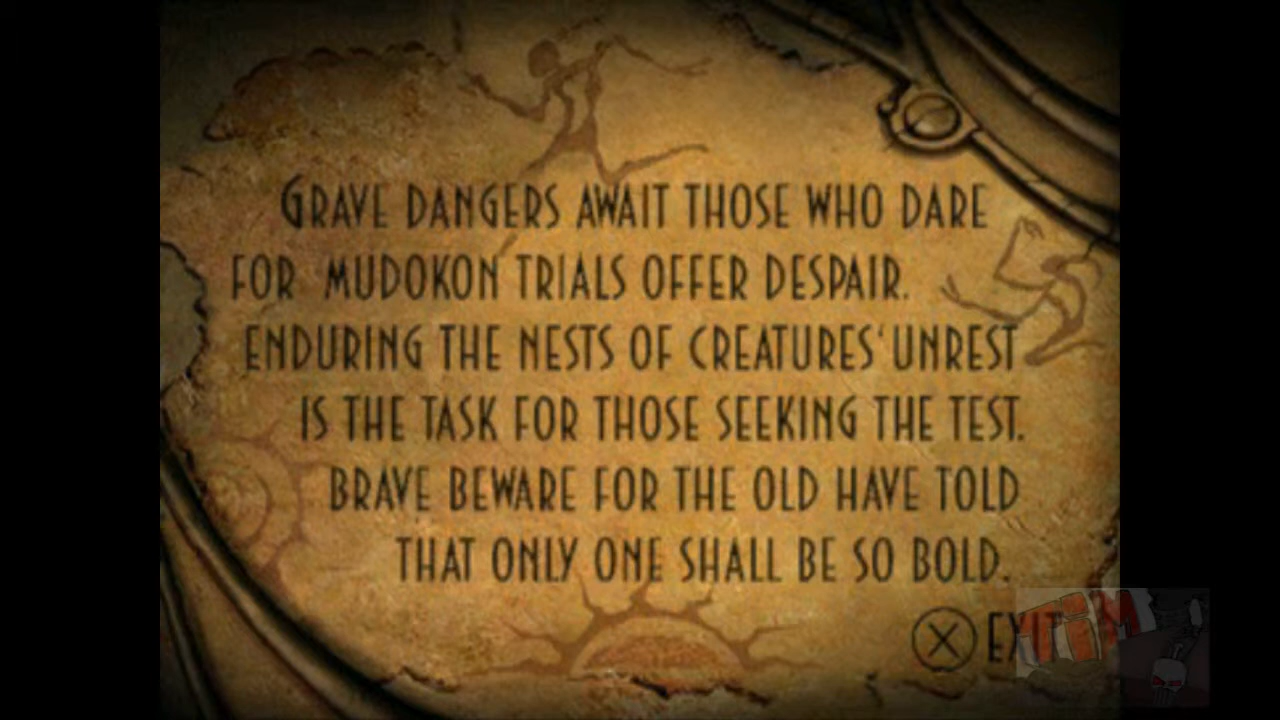 GRAVE DANGERS AWAIT THOSE WHO DARE
FOR MUDOKON TRIALS OFFER DESPAIR.
ENDURING THE NESTS OF CREATURES' UNREST
IS THE TASK FOR THOSE SEEKING THE TEST.
BRAVE BEWARE FOR THE OLD HAVE TOLD
THAT ONLY ONE SHALL BE SO BOLD.
X EXIT
TiM